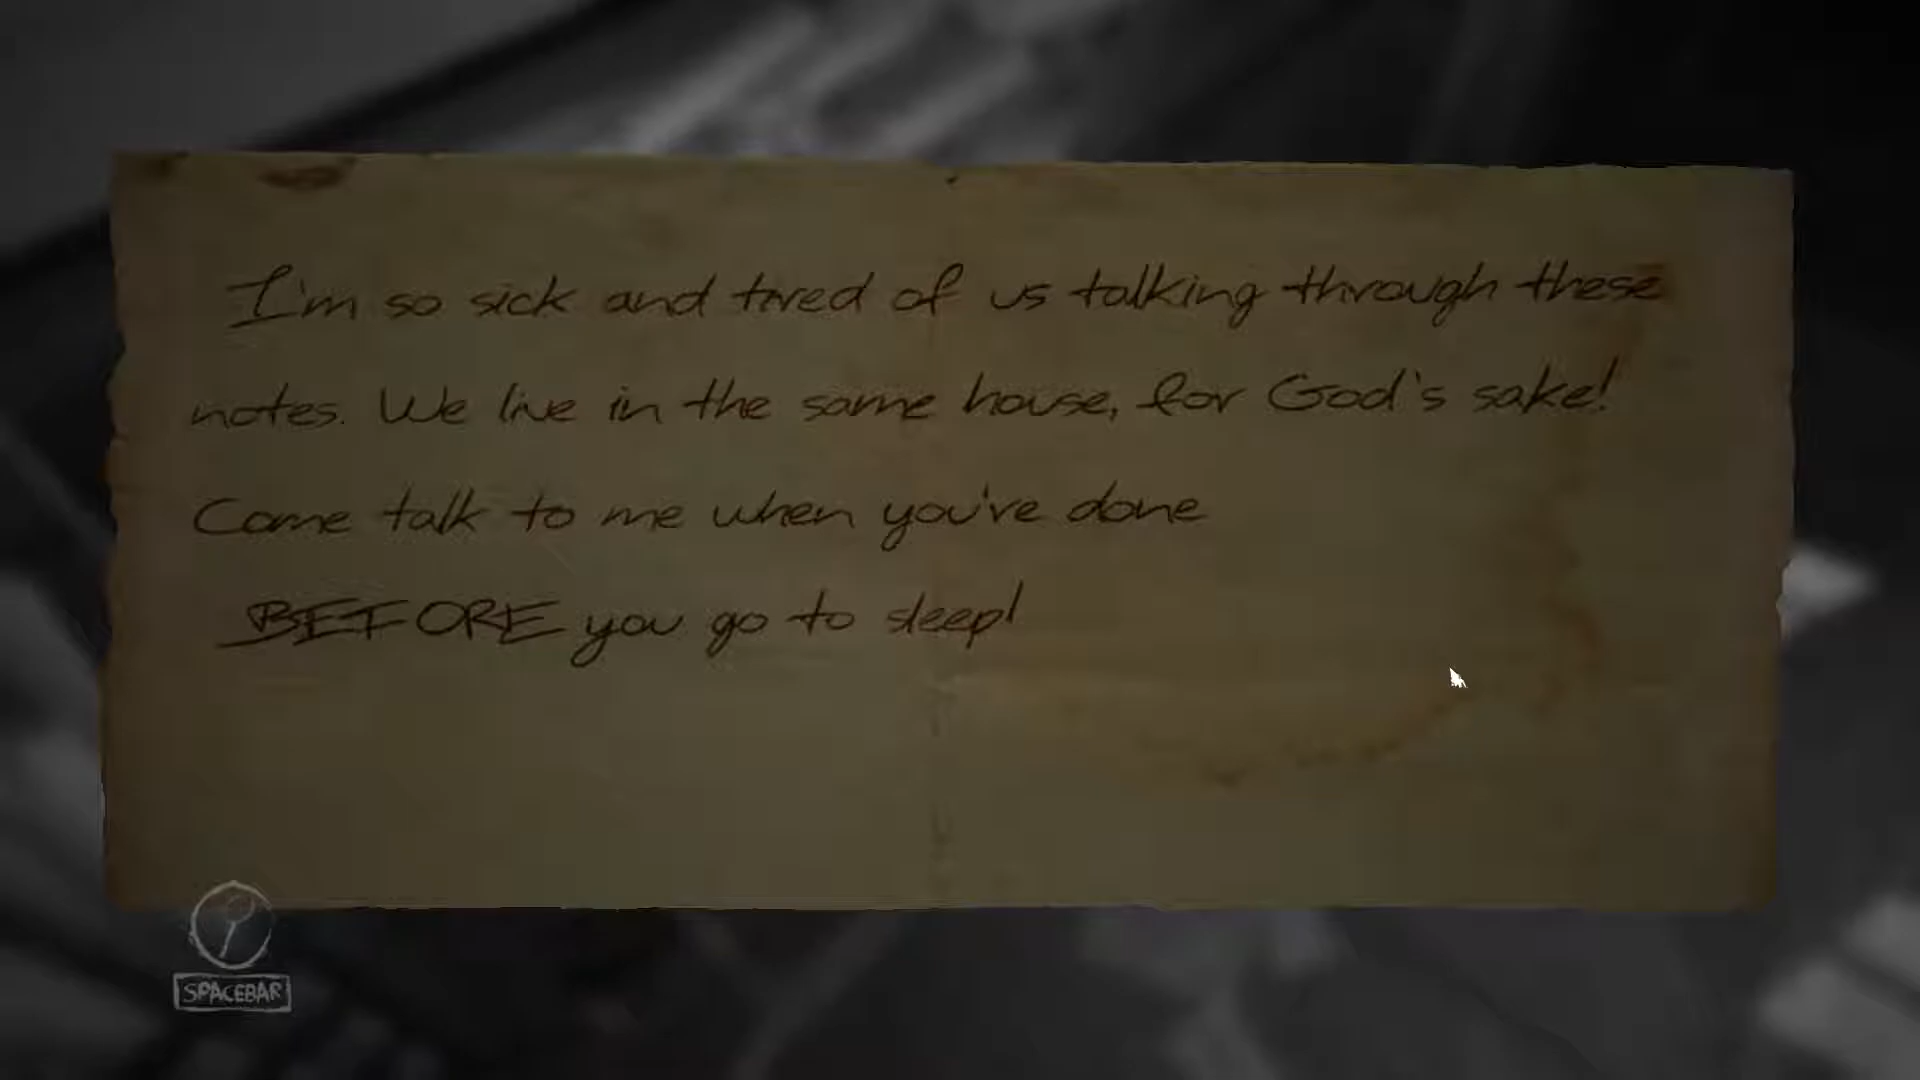 I'm so sick and tired of us talking through these
notes. We live in the same house, for God's sake!
Come talk to me when you've done
BEFORE you go to sleep!
SPACEBAR